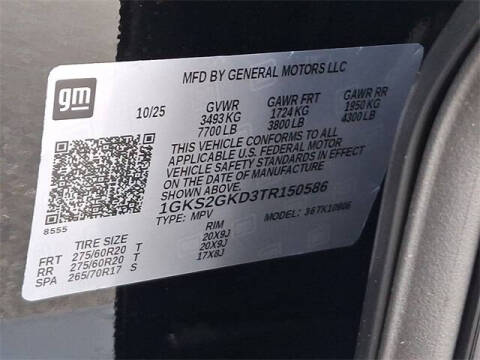 gm
MFD BY GENERAL MOTORS LLC
10/25 GVWR GAWR FRT GAWR RR
3493 KG 1724 KG 1950 KG
7700 LB 3800 LB 4300 LB
THIS VEHICLE CONFORMS TO ALL
APPLICABLE U.S. FEDERAL MOTOR
VEHICLE SAFETY STANDARDS IN
EFFECT ON THE DATE OF MANUFACTURE
SHOWN ABOVE.
1GKS2GKD3TR150586
TYPE: MPV MODEL:
8555
TIRE SIZE RIM
FRT 275/60R20 T 20X9J
RR 275/60R20 T 20X9J
SPA 265/70R17 S 17X8J